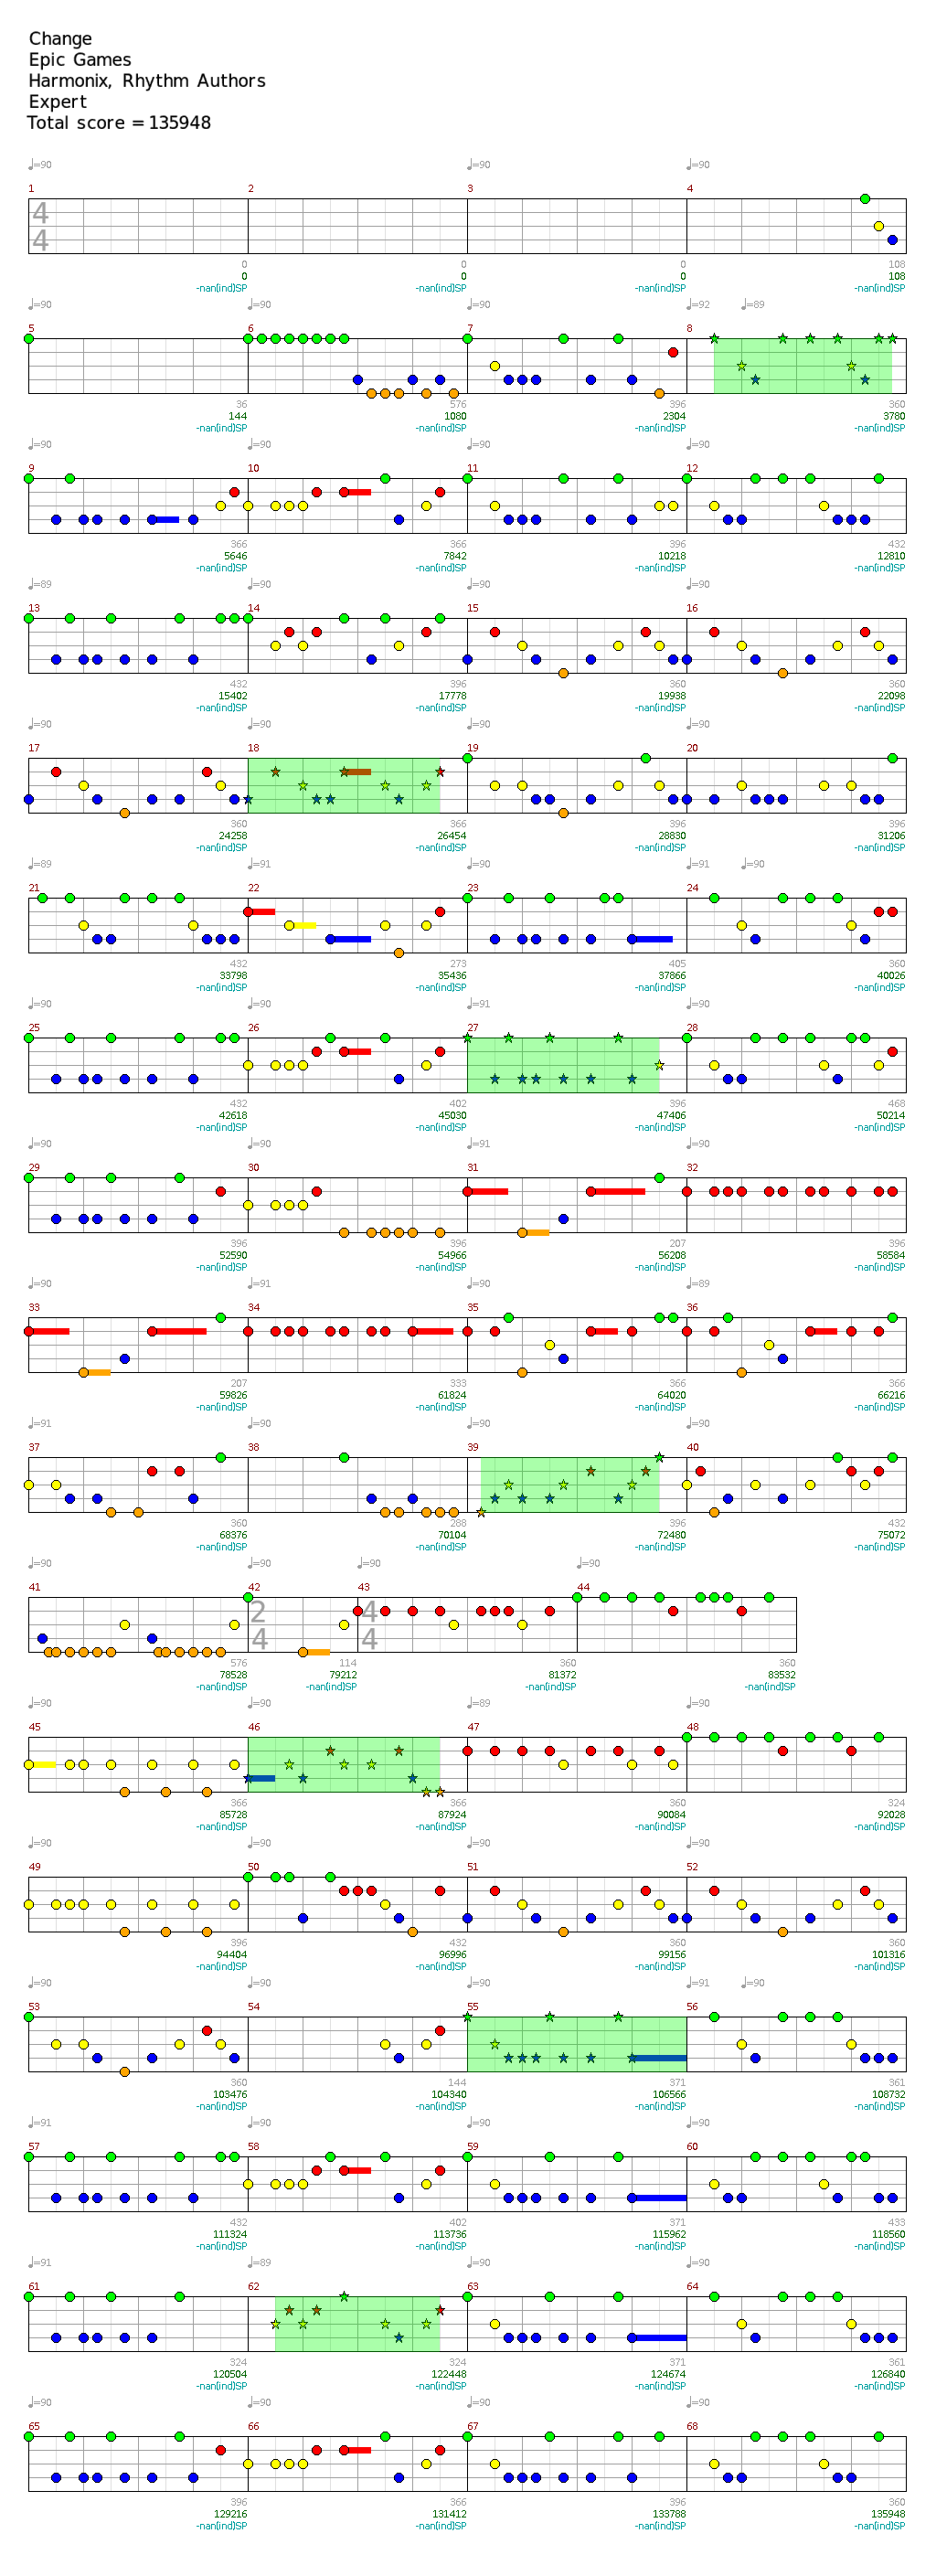 Change
Epic Games
Harmonix, Rhythm Authors
Expert
Total score = 135948
♩=90 ♩=90 ♩=90
1 2 3 4
4
4
0 0 0 108
0 0 0 108
-nan(ind)SP -nan(ind)SP -nan(ind)SP -nan(ind)SP
♩=90 ♩=90 ♩=90 ♩=92 ♩=89
5 6 7 8
36 576 396 360
144 1080 2304 3780
-nan(ind)SP -nan(ind)SP -nan(ind)SP -nan(ind)SP
♩=90 ♩=90 ♩=90 ♩=90
9 10 11 12
366 366 396 432
5646 7842 10218 12810
-nan(ind)SP -nan(ind)SP -nan(ind)SP -nan(ind)SP
♩=89 ♩=90 ♩=90 ♩=90
13 14 15 16
432 396 360 360
15402 17778 19938 22098
-nan(ind)SP -nan(ind)SP -nan(ind)SP -nan(ind)SP
♩=90 ♩=90 ♩=90 ♩=90
17 18 19 20
360 366 396 396
24258 26454 28830 31206
-nan(ind)SP -nan(ind)SP -nan(ind)SP -nan(ind)SP
♩=89 ♩=91 ♩=90 ♩=91 ♩=90
21 22 23 24
432 273 405 360
33798 35436 37866 40026
-nan(ind)SP -nan(ind)SP -nan(ind)SP -nan(ind)SP
♩=90 ♩=90 ♩=91 ♩=90
25 26 27 28
432 402 396 468
42618 45030 47406 50214
-nan(ind)SP -nan(ind)SP -nan(ind)SP -nan(ind)SP
♩=90 ♩=90 ♩=91 ♩=90
29 30 31 32
396 396 207 396
52590 54966 56208 58584
-nan(ind)SP -nan(ind)SP -nan(ind)SP -nan(ind)SP
♩=90 ♩=91 ♩=90 ♩=89
33 34 35 36
207 333 366 366
59826 61824 64020 66216
-nan(ind)SP -nan(ind)SP -nan(ind)SP -nan(ind)SP
♩=91 ♩=90 ♩=90 ♩=90
37 38 39 40
360 288 396 432
68376 70104 72480 75072
-nan(ind)SP -nan(ind)SP -nan(ind)SP -nan(ind)SP
♩=90 ♩=90 ♩=90 ♩=90
41 42 43 44
2 4
4 4
576 114 360 360
78528 79212 81372 83532
-nan(ind)SP -nan(ind)SP -nan(ind)SP -nan(ind)SP
♩=90 ♩=90 ♩=89 ♩=90
45 46 47 48
366 366 360 324
85728 87924 90084 92028
-nan(ind)SP -nan(ind)SP -nan(ind)SP -nan(ind)SP
♩=90 ♩=90 ♩=90 ♩=90
49 50 51 52
396 432 360 360
94404 96996 99156 101316
-nan(ind)SP -nan(ind)SP -nan(ind)SP -nan(ind)SP
♩=90 ♩=90 ♩=90 ♩=91 ♩=90
53 54 55 56
360 144 371 361
103476 104340 106566 108732
-nan(ind)SP -nan(ind)SP -nan(ind)SP -nan(ind)SP
♩=91 ♩=90 ♩=90 ♩=90
57 58 59 60
432 402 371 433
111324 113736 115962 118560
-nan(ind)SP -nan(ind)SP -nan(ind)SP -nan(ind)SP
♩=91 ♩=89 ♩=90 ♩=90
61 62 63 64
324 324 371 361
120504 122448 124674 126840
-nan(ind)SP -nan(ind)SP -nan(ind)SP -nan(ind)SP
♩=90 ♩=90 ♩=90 ♩=90
65 66 67 68
396 366 396 360
129216 131412 133788 135948
-nan(ind)SP -nan(ind)SP -nan(ind)SP -nan(ind)SP